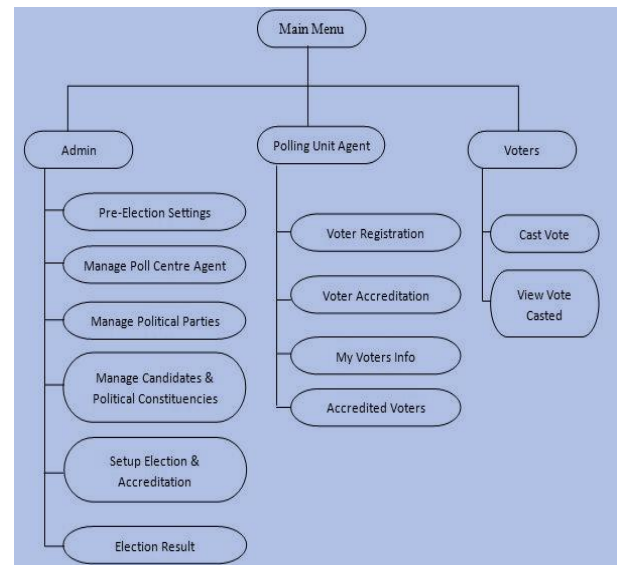 Main Menu
Admin
Polling Unit Agent
Voters
Pre-Election Settings
Manage Poll Centre Agent
Manage Political Parties
Manage Candidates &
Political Constituencies
Setup Election &
Accreditation
Election Result
Voter Registration
Voter Accreditation
My Voters Info
Accredited Voters
Cast Vote
View Vote
Casted